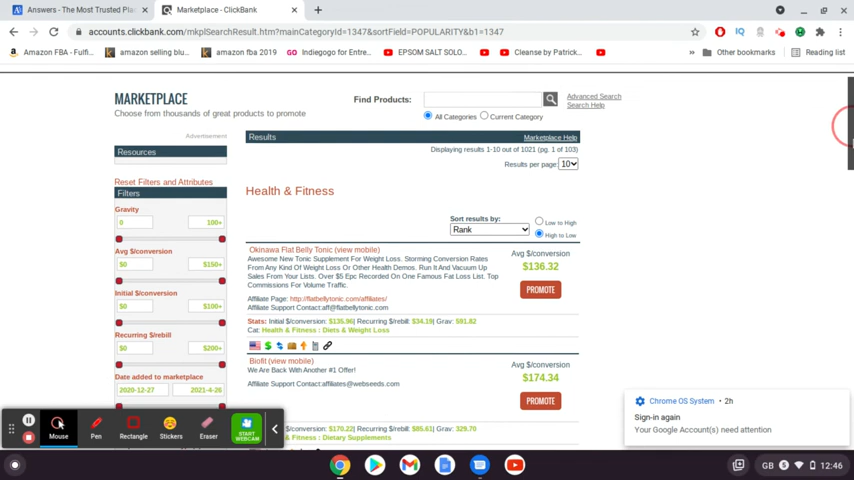 Answers - The Most Trusted Pla
Marketplace - ClickBank
accounts.clickbank.com/mkplSearchResult.htm?mainCategoryId=1347&sortField=POPULARITY&b1=1347
Amazon FBA - Fulfi...
amazon selling blu...
amazon fba 2019
Indiegogo for Entre...
EPSOM SALT SOLO...
Cleanse by Patrick...
Other bookmarks
Reading list
MARKETPLACE
Choose from thousands of great products to promote
Find Products:
Advanced Search
Search Help
All Categories
Current Category
Advertisement
Resources
Reset Filters and Attributes
Filters
Gravity
0
100+
Avg $/conversion
$0
$150+
Initial $/conversion
$0
$100+
Recurring $/rebill
$0
$200+
Date added to marketplace
2020-12-27
2021-4-26
Results
Marketplace Help
Displaying results 1-10 out of 1021 (pg. 1 of 103)
Results per page: 10
Health & Fitness
Sort results by:
Rank
Low to High
High to Low
Okinawa Flat Belly Tonic (view mobile)
Awesome New Tonic Supplement For Weight Loss. Storming Conversion Rates
From Any Kind Of Weight Loss Or Other Health Demos. Run It And Vacuum Up
Sales From Your Lists. Over $5 Epc Recorded On One Famous Fat Loss List. Top
Commissions For Volume Traffic.
Affiliate Page: http://flatbellytonic.com/affiliates/
Affiliate Support Contact:aff@flatbellytonic.com
Stats: Initial $/conversion: $135.96| Recurring $/rebill: $34.19| Grav: 591.82
Cat: Health & Fitness : Diets & Weight Loss
Avg $/conversion
$136.32
PROMOTE
Biofit (view mobile)
We Are Back With Another #1 Offer!
Affiliate Support Contact:affiliates@webseeds.com
$/conversion: $170.22| Recurring $/rebill: $85.61| Grav: 329.70
h & Fitness : Dietary Supplements
Avg $/conversion
$174.34
PROMOTE
Mouse
Pen
Rectangle
Stickers
Eraser
START
WEBCAM
Chrome OS System • 2h
Sign-in again
Your Google Account(s) need attention
GB
12:46